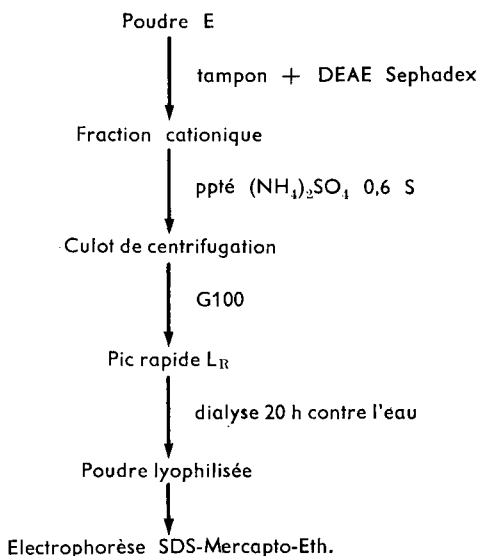 Poudre E
tampon + DEAE Sephadex
Fraction cationique
ppté (NH₄)₂SO₄ 0,6 S
Culot de centrifugation
G100
Pic rapide L_R
dialyse 20 h contre l'eau
Poudre lyophilisée
Electrophorèse SDS-Mercapto-Eth.